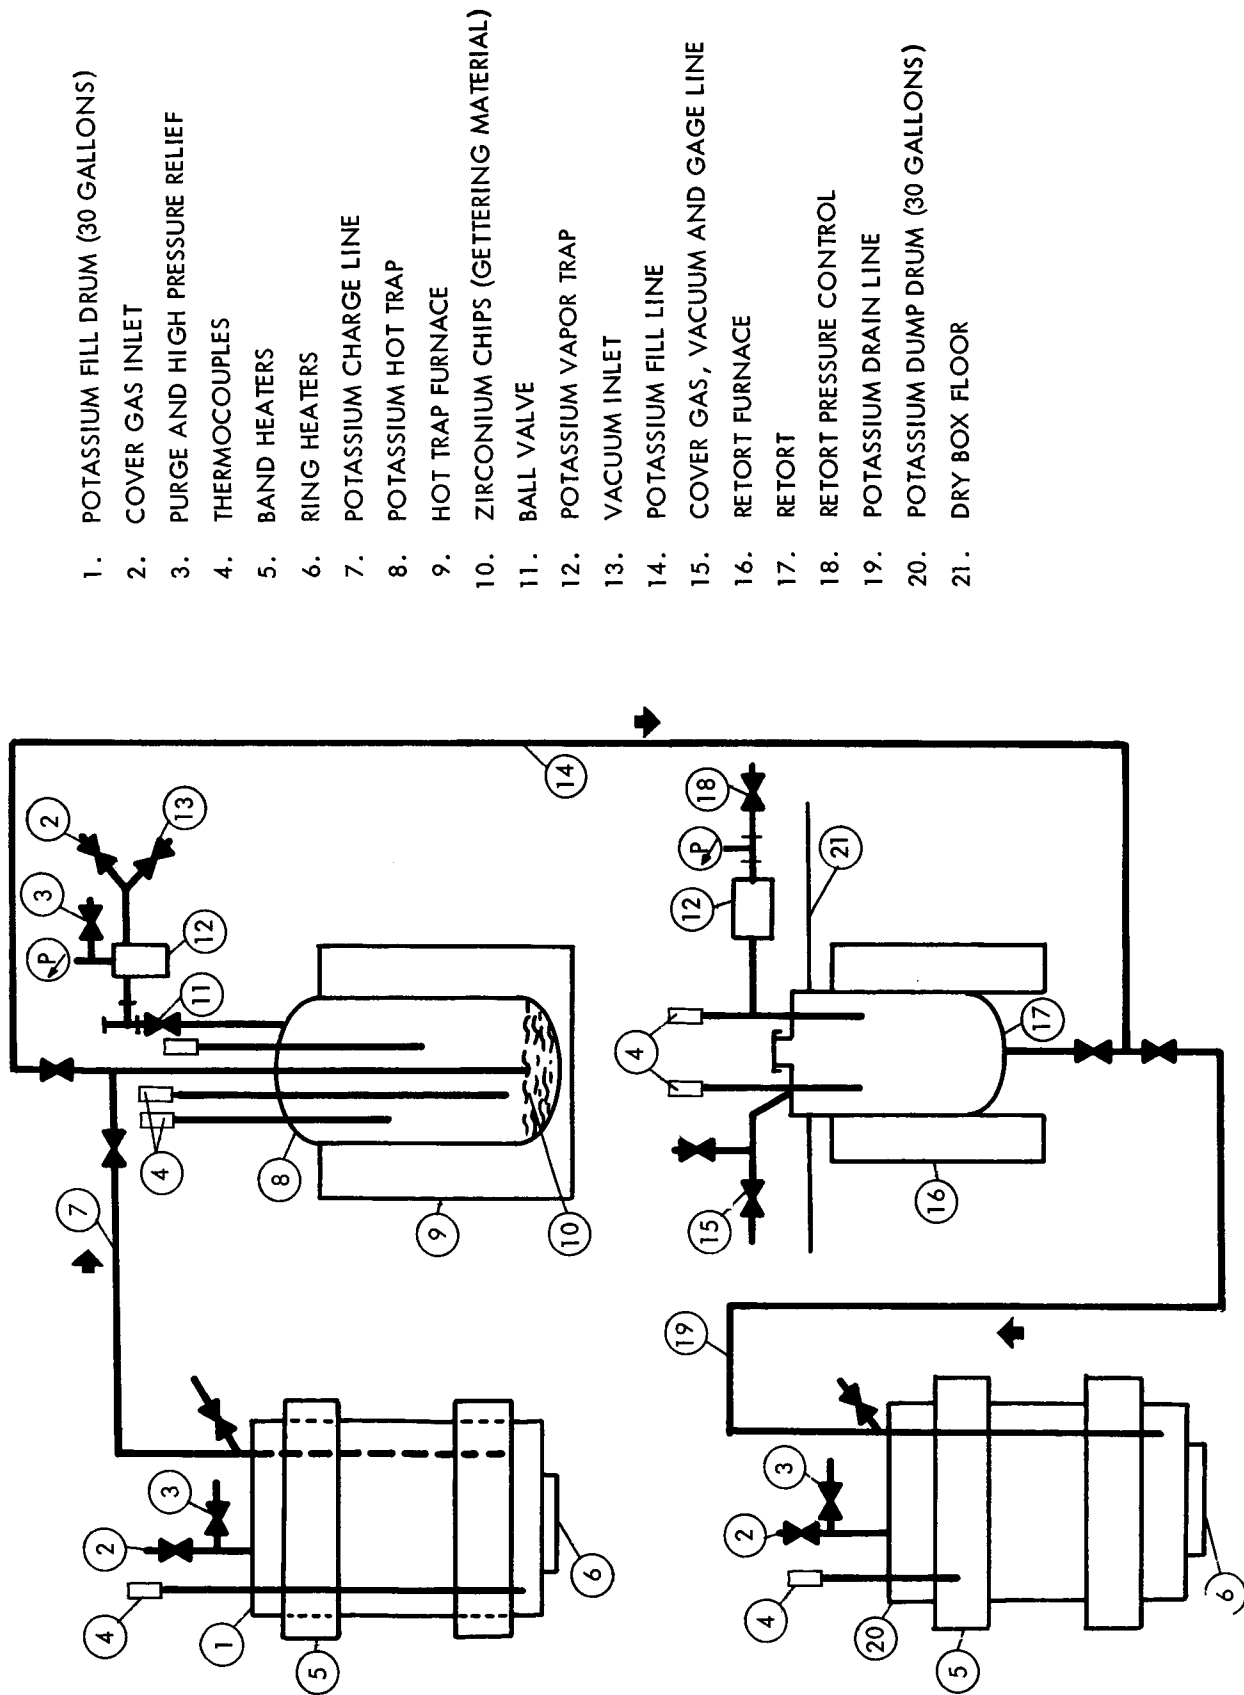 1. POTASSIUM FILL DRUM (30 GALLONS)
2. COVER GAS INLET
3. PURGE AND HIGH PRESSURE RELIEF
4. THERMOCOUPLES
5. BAND HEATERS
6. RING HEATERS
7. POTASSIUM CHARGE LINE
8. POTASSIUM HOT TRAP
9. HOT TRAP FURNACE
10. ZIRCONIUM CHIPS (GETTERING MATERIAL)
11. BALL VALVE
12. POTASSIUM VAPOR TRAP
13. VACUUM INLET
14. POTASSIUM FILL LINE
15. COVER GAS, VACUUM AND GAGE LINE
16. RETORT FURNACE
17. RETORT
18. RETORT PRESSURE CONTROL
19. POTASSIUM DRAIN LINE
20. POTASSIUM DUMP DRUM (30 GALLONS)
21. DRY BOX FLOOR
4
1
5
2
3
6
7
4
8
9
10
11
12
P
3
2
13
14
4
20
5
2
3
6
19
15
16
4
17
12
P
18
21